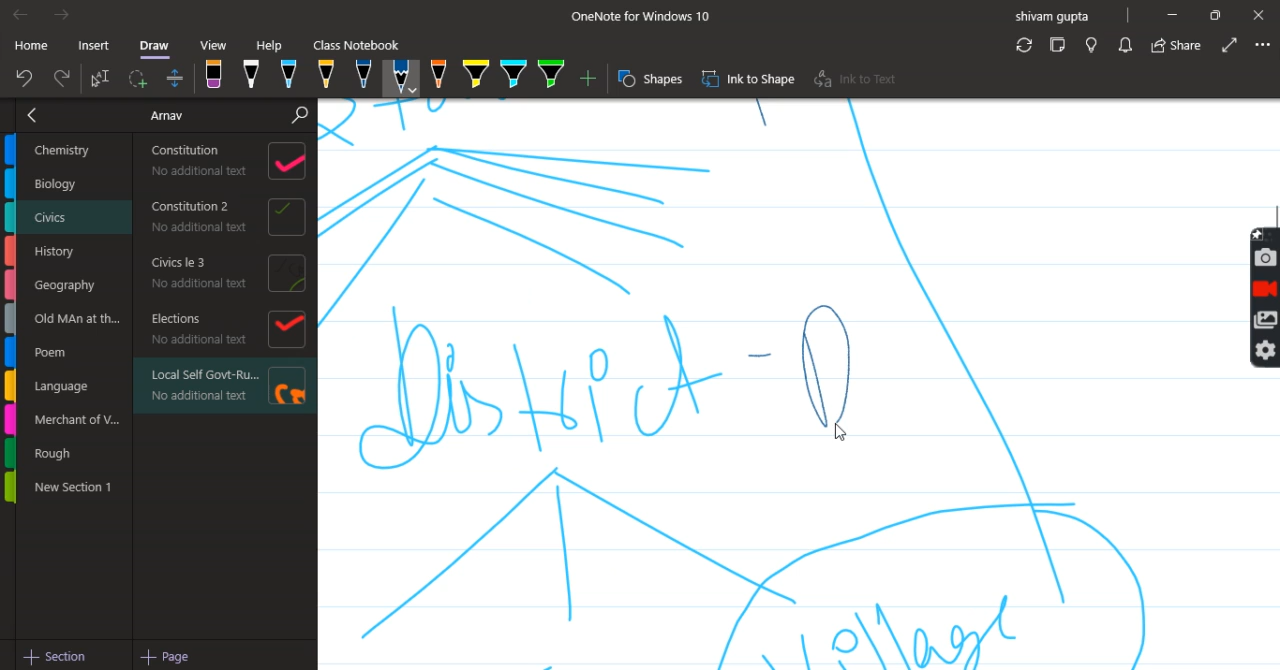 OneNote for Windows 10
shivam gupta
Home Insert Draw View Help Class Notebook
Share
Shapes
Ink to Shape
Ink to Text
Arnav
Chemistry
Biology
Civics
History
Geography
Old MAn at th...
Poem
Language
Merchant of V...
Rough
New Section 1
Constitution
No additional text
Constitution 2
No additional text
Civics le 3
No additional text
Elections
No additional text
Local Self Govt-Ru...
No additional text
Section
Page
District - D
Village